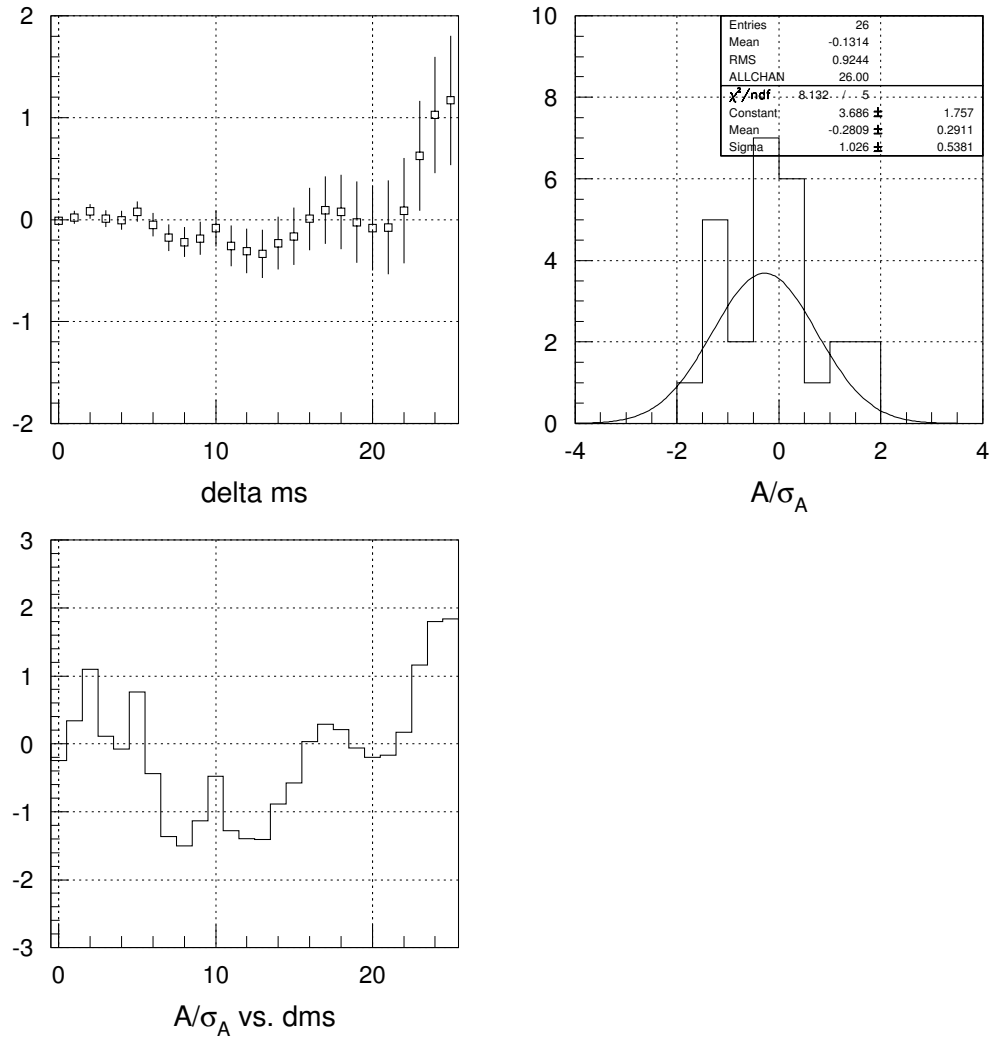 2
1
0
-1
-2
0
10
20
delta ms
10
8
6
4
2
0
-4
-2
0
2
4
A/σA
Entries 26
Mean -0.1314
RMS 0.9244
ALLCHAN 26.00
χ²/ndf 8.132 / 5
Constant 3.686 ± 1.757
Mean -0.2809 ± 0.2911
Sigma 1.026 ± 0.5381
3
2
1
0
-1
-2
-3
0
10
20
A/σA vs. dms